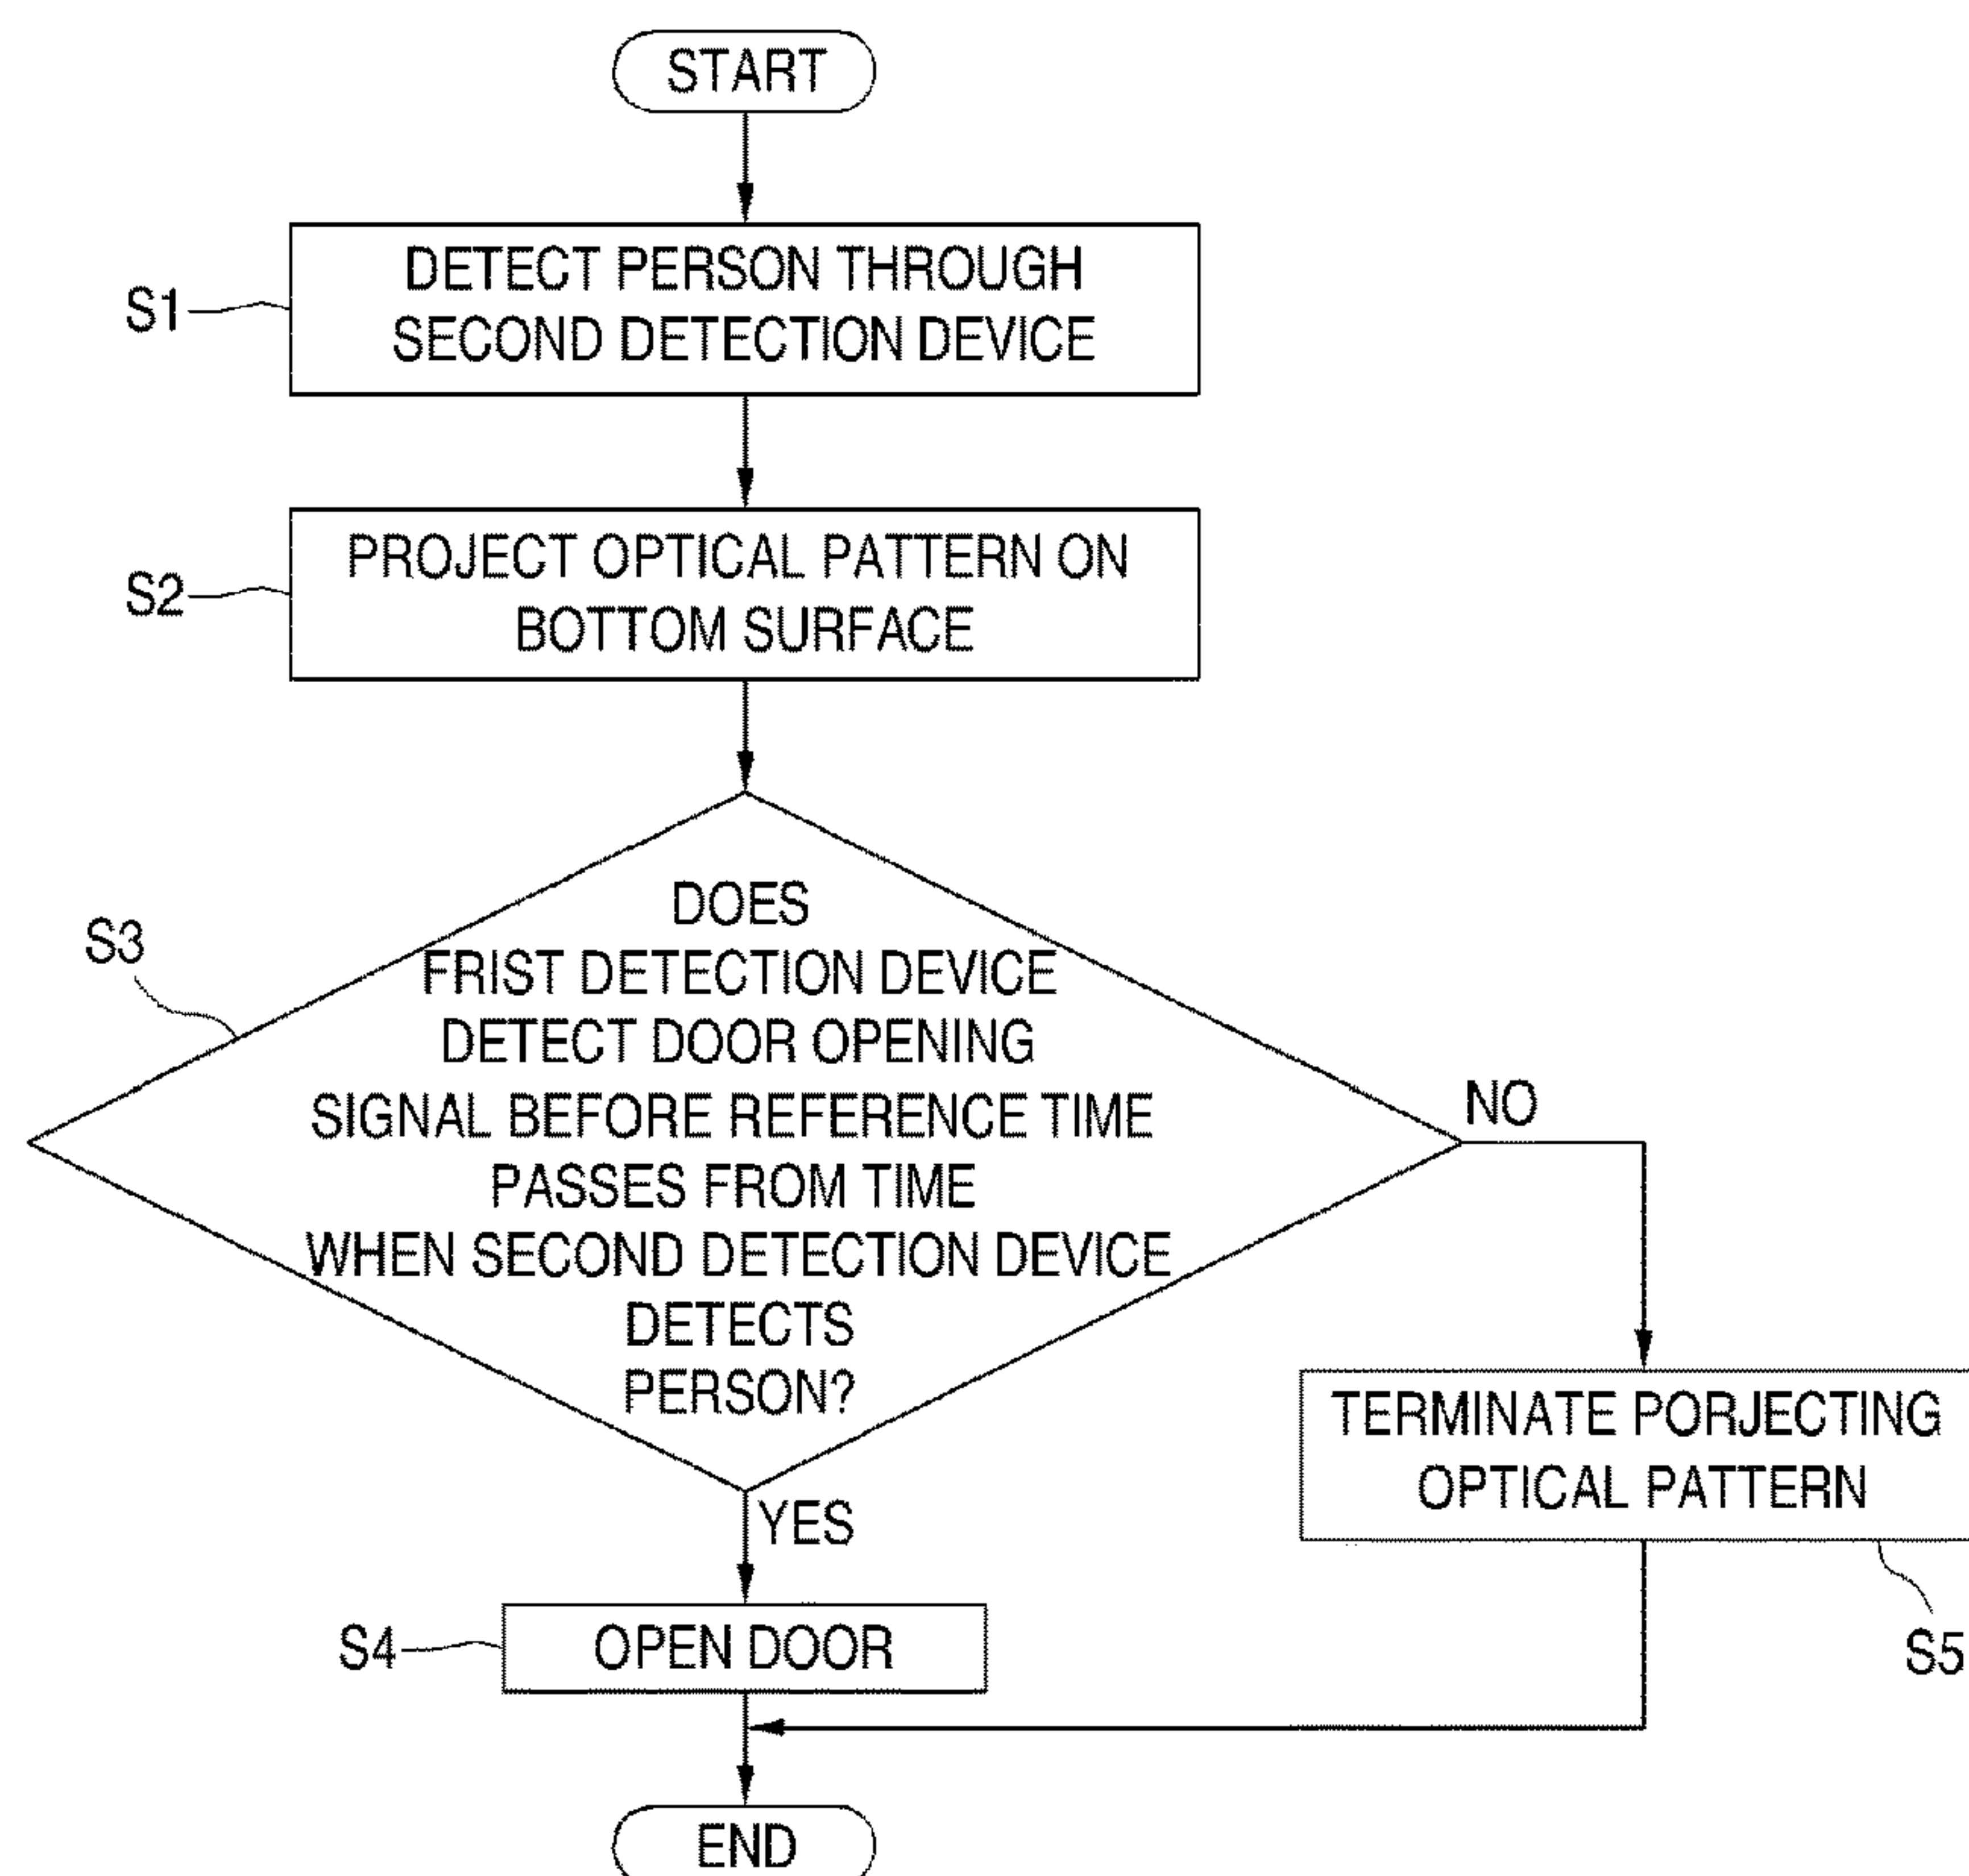 START
DETECT PERSON THROUGH
SECOND DETECTION DEVICE
S1
PROJECT OPTICAL PATTERN ON
BOTTOM SURFACE
S2
DOES
FRIST DETECTION DEVICE
DETECT DOOR OPENING
SIGNAL BEFORE REFERENCE TIME
PASSES FROM TIME
WHEN SECOND DETECTION DEVICE
DETECTS
PERSON?
S3
NO
YES
TERMINATE PORJECTING
OPTICAL PATTERN
S5
S4
OPEN DOOR
END